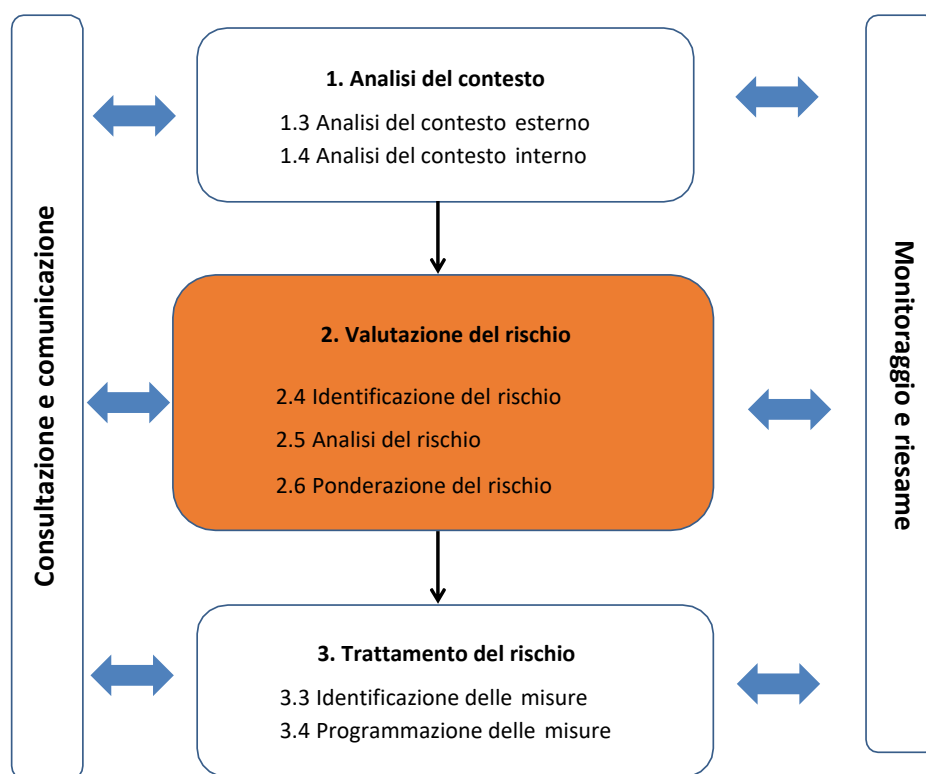 Consultazione e comunicazione
1. Analisi del contesto
1.3 Analisi del contesto esterno
1.4 Analisi del contesto interno
2. Valutazione del rischio
2.4 Identificazione del rischio
2.5 Analisi del rischio
2.6 Ponderazione del rischio
3. Trattamento del rischio
3.3 Identificazione delle misure
3.4 Programmazione delle misure
Monitoraggio e riesame